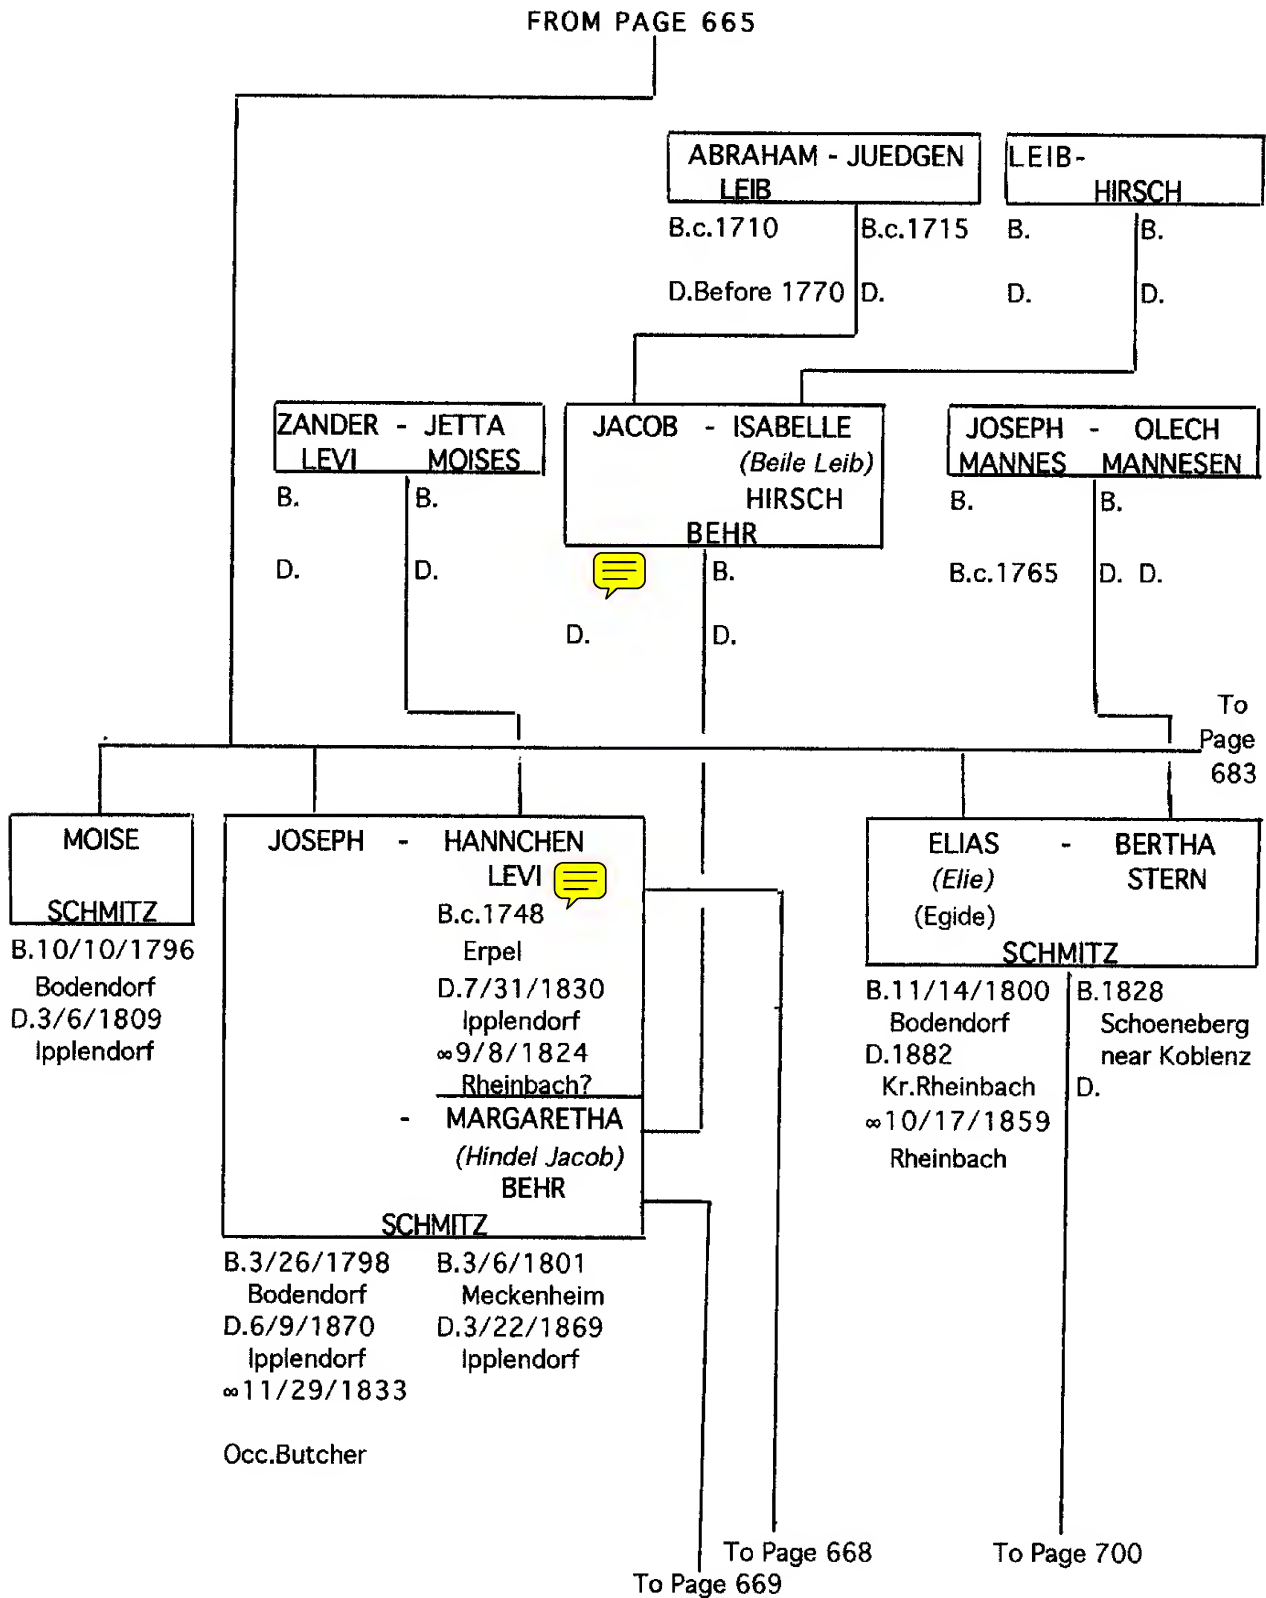 FROM PAGE 665
ABRAHAM - JUEDGEN
LEIB
B.c.1710 B.c.1715
D.Before 1770 D.
LEIB-
HIRSCH
B. B.
D. D.
ZANDER - JETTA
LEVI MOISES
B. B.
D. D.
JACOB - ISABELLE
(Beile Leib)
HIRSCH
BEHR
B.
D. D.
JOSEPH - OLECH
MANNES MANNESEN
B. B.
B.c.1765 D. D.
To
Page
683
MOISE
SCHMITZ
B.10/10/1796
Bodendorf
D.3/6/1809
Ipplendorf
JOSEPH - HANNCHEN
LEVI
B.c.1748
Erpel
D.7/31/1830
Ipplendorf
∞9/8/1824
Rheinbach?
- MARGARETHA
(Hindel Jacob)
BEHR
SCHMITZ
B.3/26/1798 B.3/6/1801
Bodendorf Meckenheim
D.6/9/1870 D.3/22/1869
Ipplendorf Ipplendorf
∞11/29/1833
Occ.Butcher
ELIAS - BERTHA
(Elie) STERN
(Egide)
SCHMITZ
B.11/14/1800 B.1828
Bodendorf Schoeneberg
D.1882 near Koblenz
Kr.Rheinbach D.
∞10/17/1859
Rheinbach
To Page 668
To Page 700
To Page 669